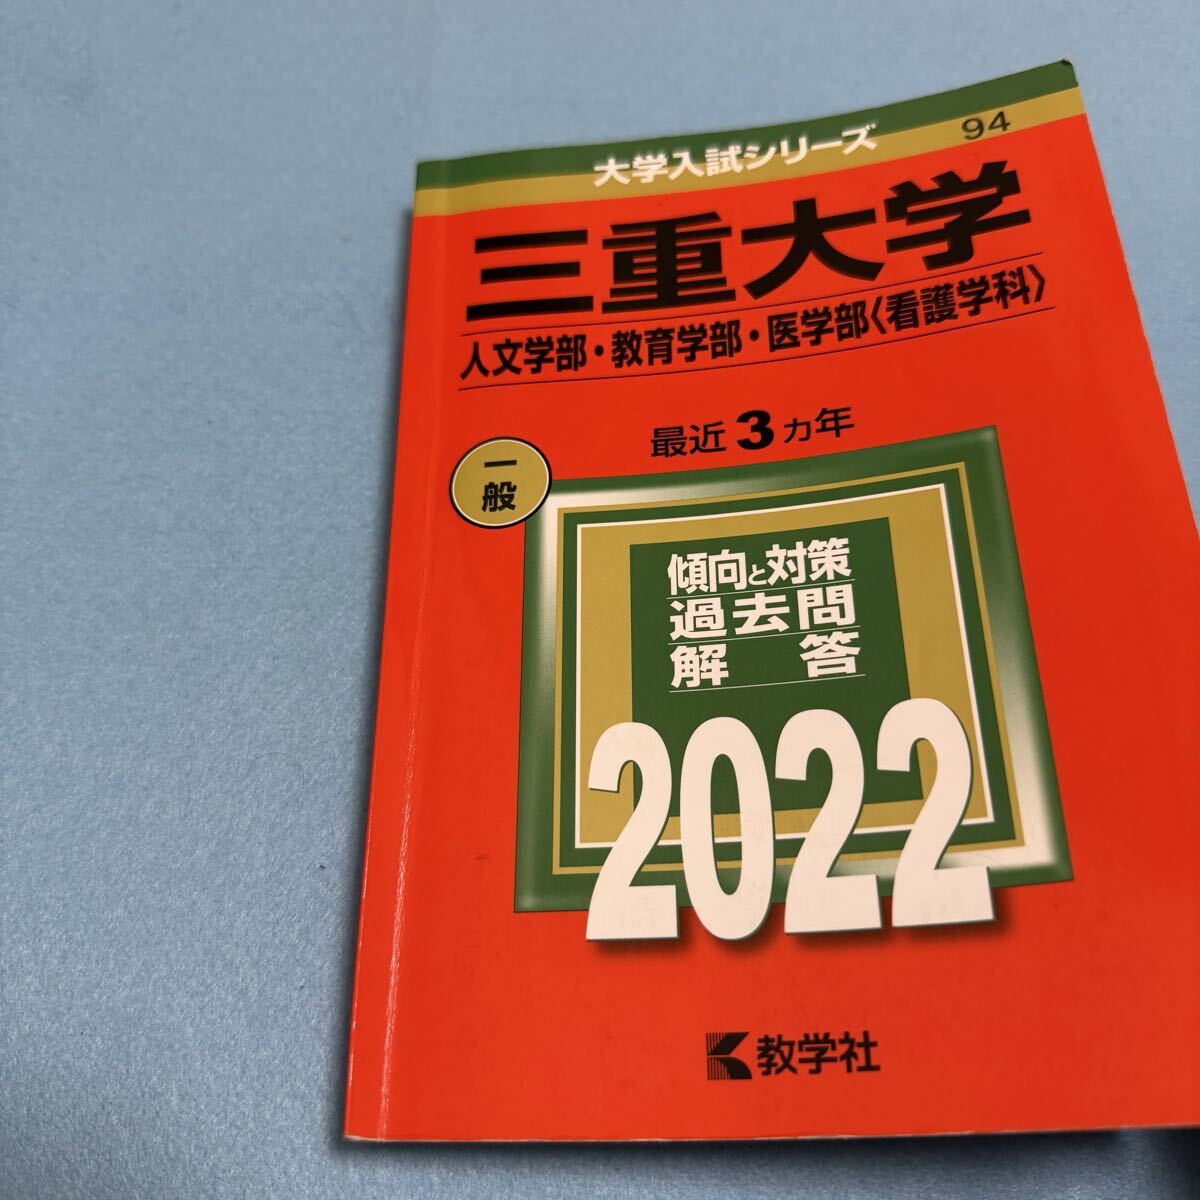 大学入試シリーズ
94
三重大学
人文学部・教育学部・医学部〈看護学科〉
最近3カ年
一般
傾向と対策
過去問
解答
2022
教学社